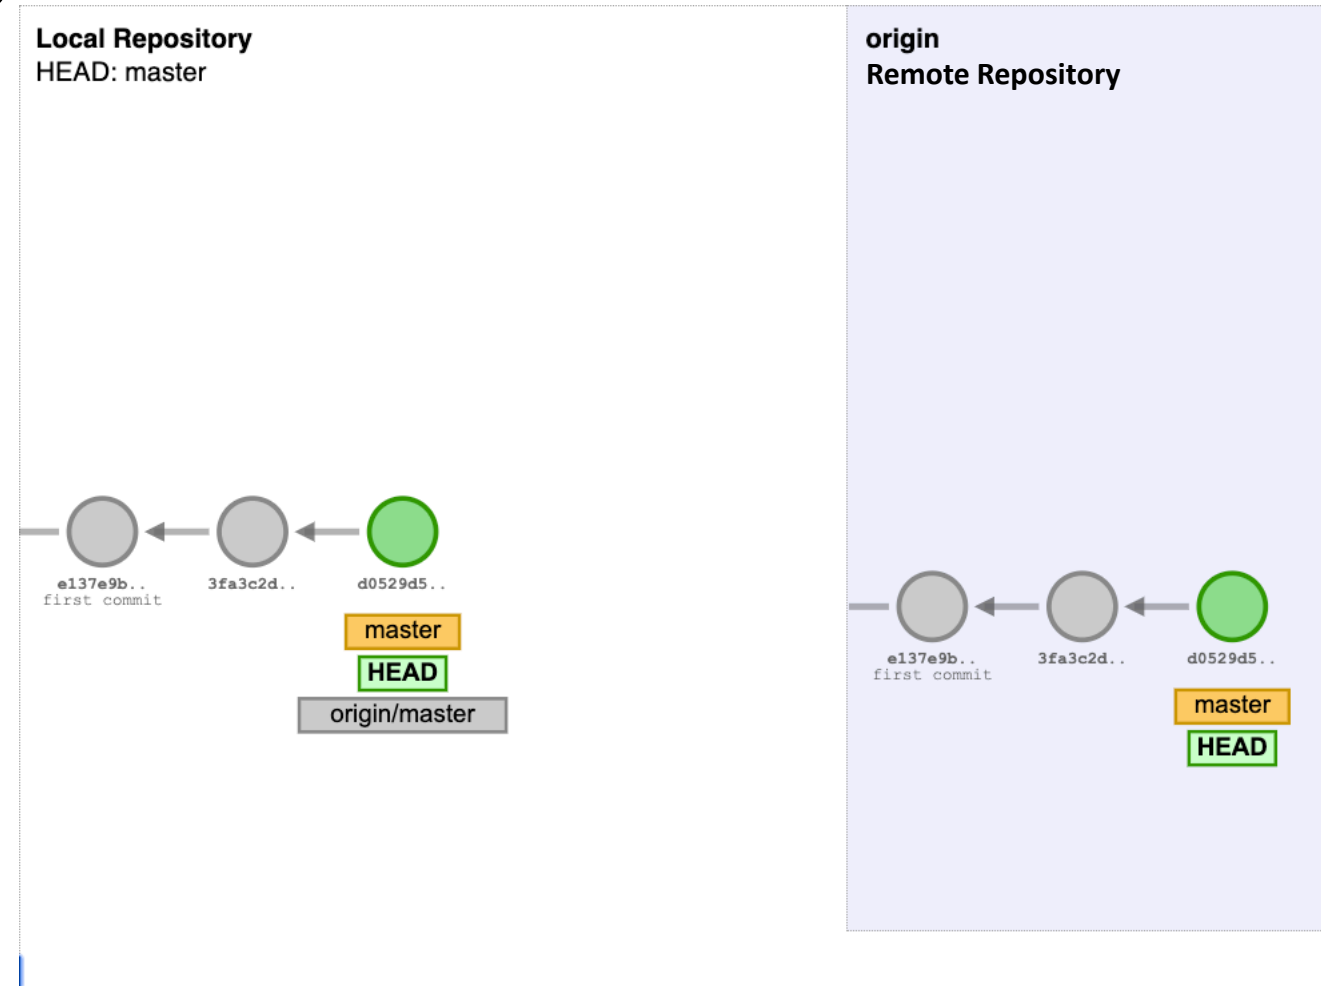 Local Repository
HEAD: master
e137e9b..
first commit
3fa3c2d..
d0529d5..
master
HEAD
origin/master
origin
Remote Repository
e137e9b..
first commit
3fa3c2d..
d0529d5..
master
HEAD